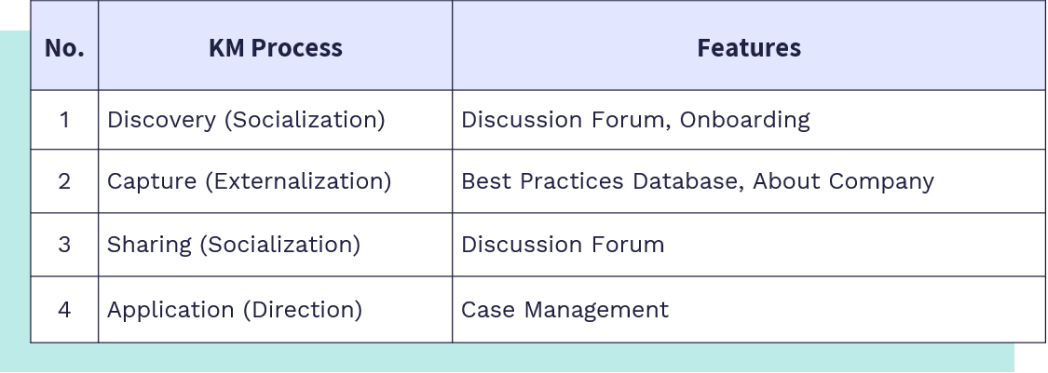 No. KM Process Features
1 Discovery (Socialization) Discussion Forum, Onboarding
2 Capture (Externalization) Best Practices Database, About Company
3 Sharing (Socialization) Discussion Forum
4 Application (Direction) Case Management